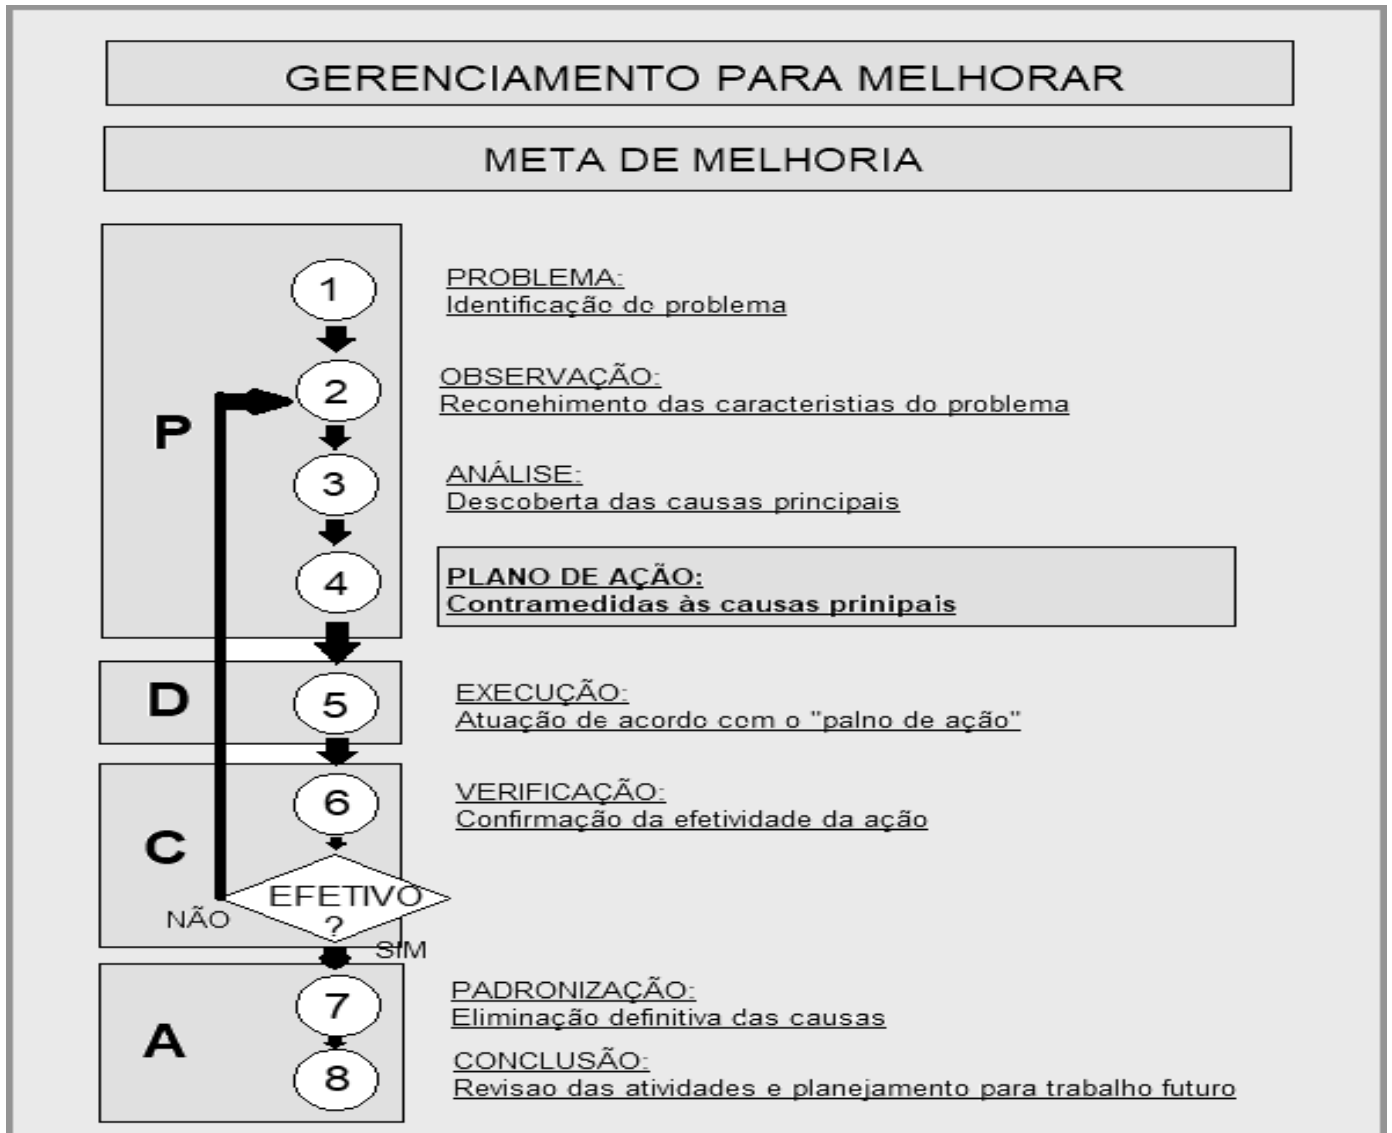 GERENCIAMENTO PARA MELHORAR
META DE MELHORIA
P
1
PROBLEMA:
Identificação do problema
2
OBSERVAÇÃO:
Reconehimento das caracteristias do problema
3
ANÁLISE:
Descoberta das causas principais
4
PLANO DE AÇÃO:
Contramedidas às causas prinipais
D
5
EXECUÇÃO:
Atuação de acordo com o "palno de ação"
C
6
VERIFICAÇÃO:
Confirmação da efetividade da ação
EFETIVO
?
NÃO
SIM
A
7
PADRONIZAÇÃO:
Eliminação definitiva das causas
8
CONCLUSÃO:
Revisao das atividades e planejamento para trabalho futuro